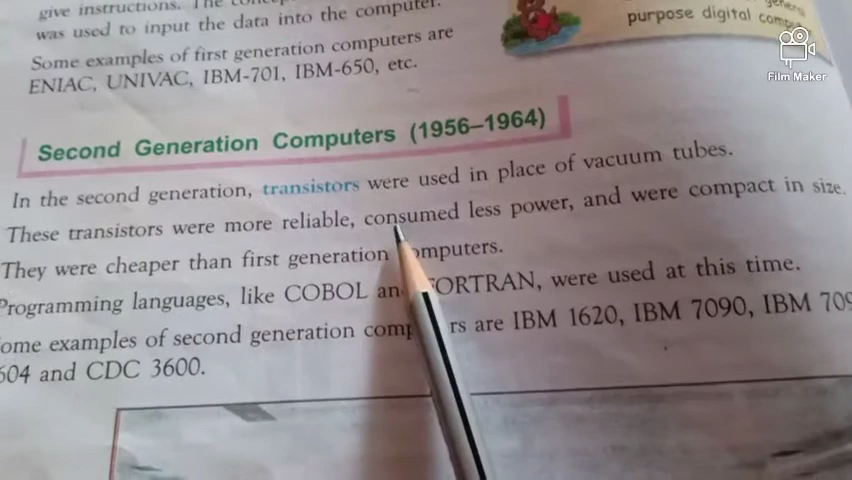 give instructions. The
was used to input the data into the computer.
Some examples of first generation computers are
ENIAC, UNIVAC, IBM-701, IBM-650, etc.
purpose digital
Film Maker
Second Generation Computers (1956–1964)
In the second generation, transistors were used in place of vacuum tubes.
These transistors were more reliable, consumed less power, and were compact in size.
They were cheaper than first generation computers.
Programming languages, like COBOL and FORTRAN, were used at this time.
ome examples of second generation comp rs are IBM 1620, IBM 7090, IBM 709
604 and CDC 3600.